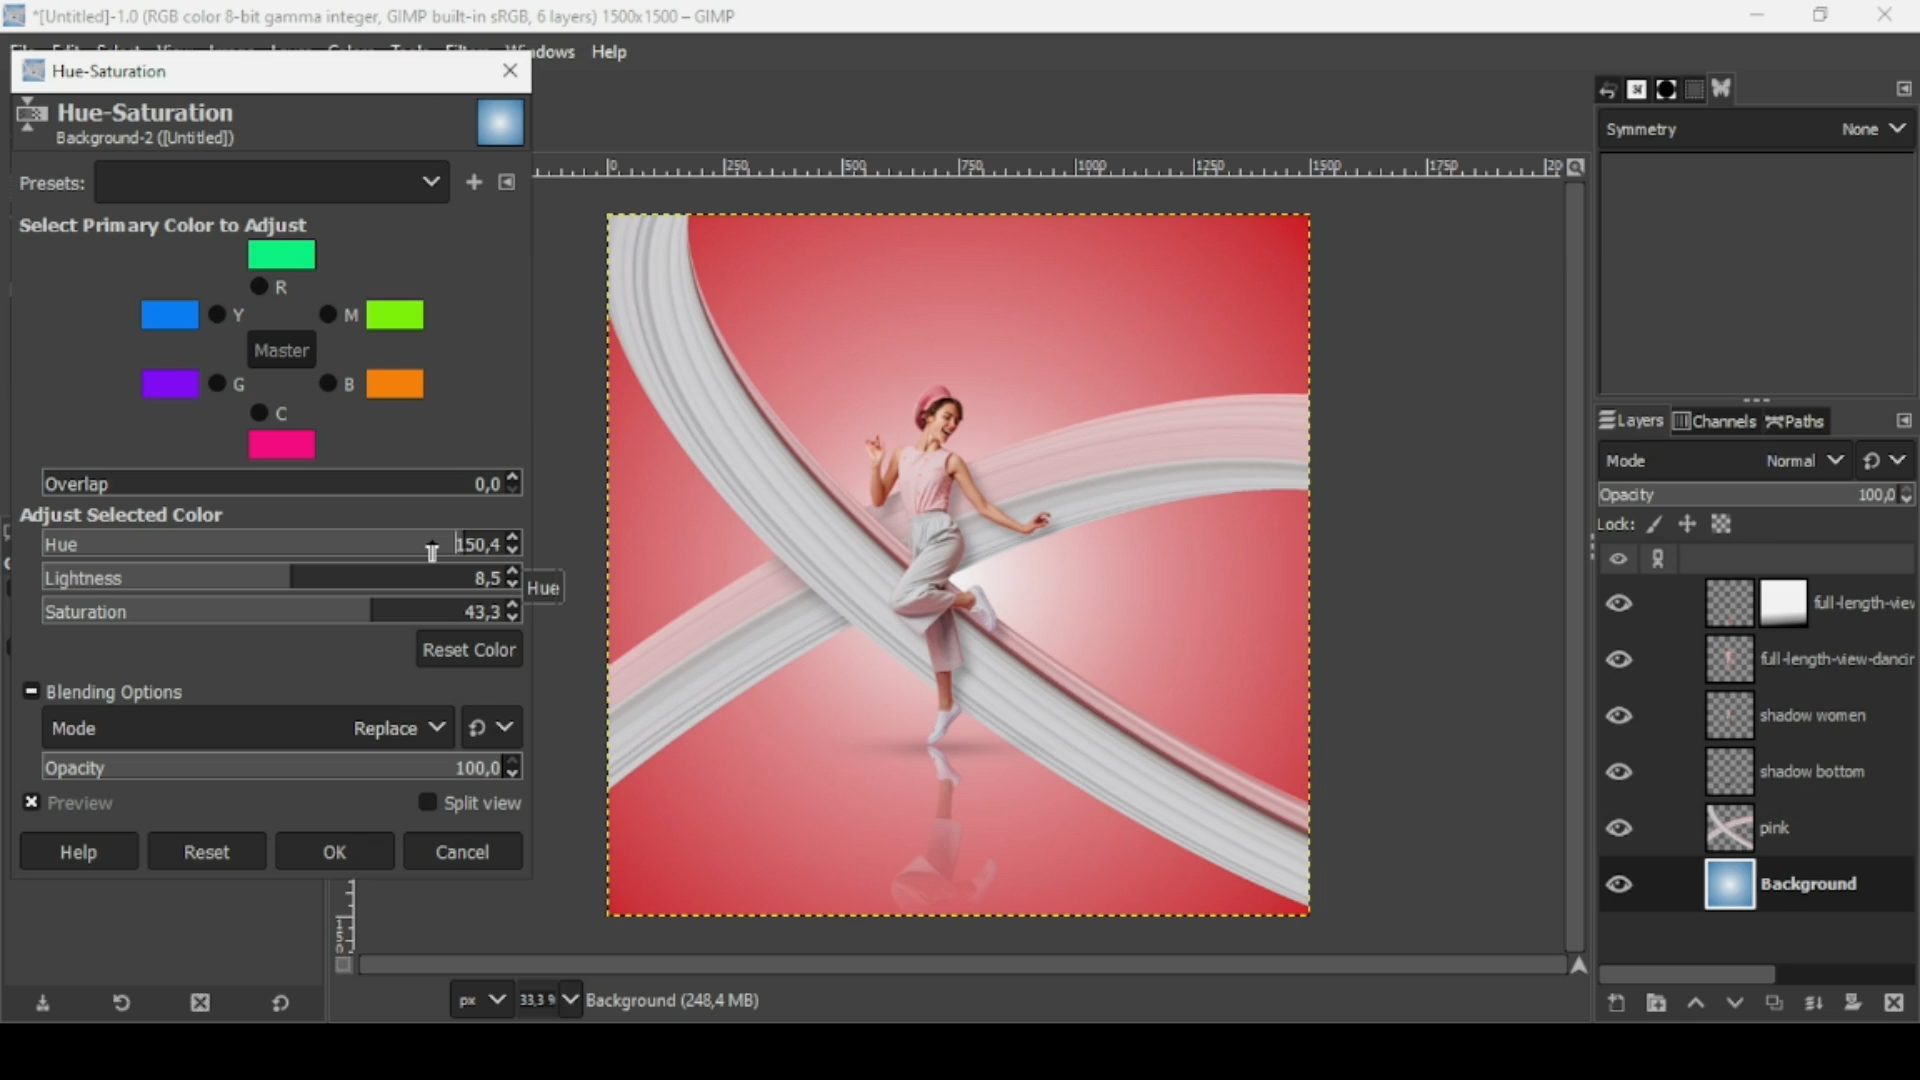 *[Untitled]-1.0 (RGB color 8-bit gamma integer, GIMP built-in sRGB, 6 layers) 1500x1500 – GIMP
Help
Hue-Saturation
Hue-Saturation
Background-2 ([Untitled])
Presets:
Select Primary Color to Adjust
R
Y
M
Master
G
B
C
Overlap 0,0
Adjust Selected Color
Hue 150,4
Lightness 8,5
Hue
Saturation 43,3
Reset Color
Blending Options
Mode Replace
Opacity 100,0
Preview
Split view
Help
Reset
OK
Cancel
0 250 500 750 1000 1250 1500 1750
px
33,3 %
Background (248,4 MB)
Symmetry None
Layers
Channels
Paths
Mode Normal
Opacity 100,0
Lock:
full-length-view
full-length-view-dancin
shadow women
shadow bottom
pink
Background